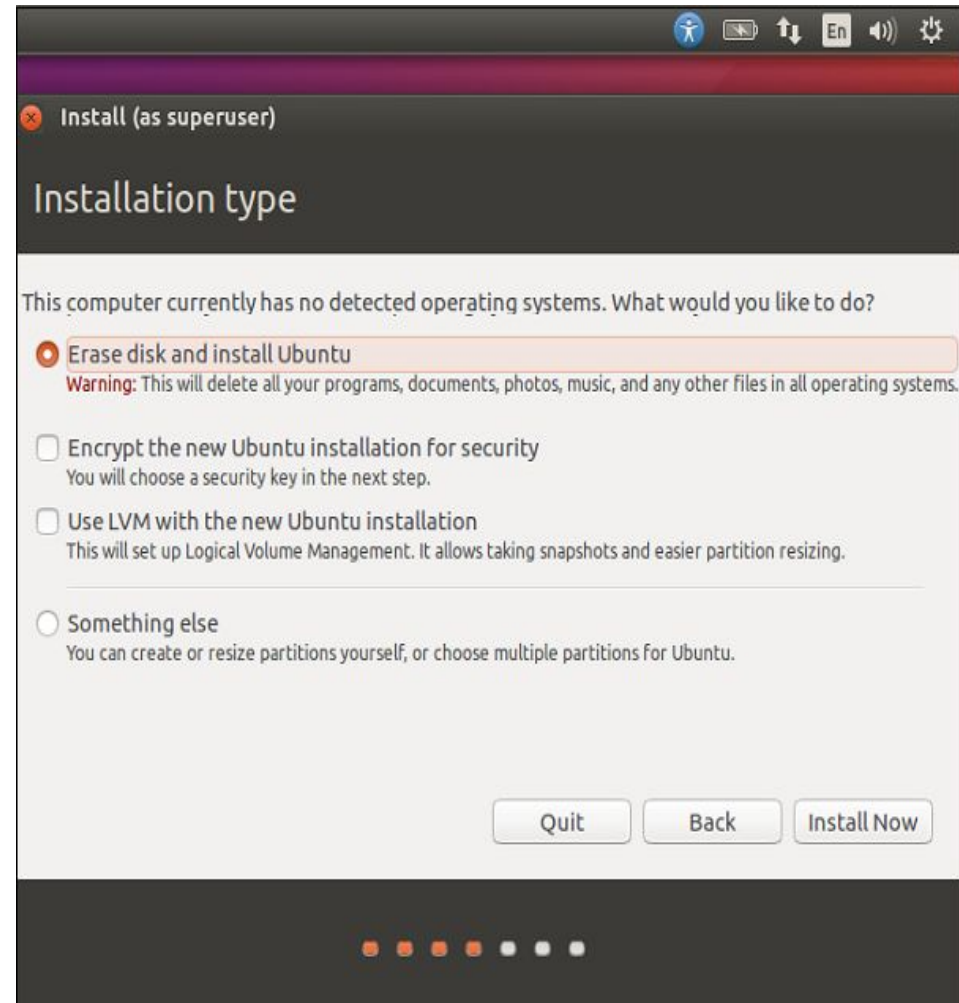 En
Install (as superuser)
Installation type
This computer currently has no detected operating systems. What would you like to do?
Erase disk and install Ubuntu
Warning: This will delete all your programs, documents, photos, music, and any other files in all operating systems.
Encrypt the new Ubuntu installation for security
You will choose a security key in the next step.
Use LVM with the new Ubuntu installation
This will set up Logical Volume Management. It allows taking snapshots and easier partition resizing.
Something else
You can create or resize partitions yourself, or choose multiple partitions for Ubuntu.
Quit Back Install Now